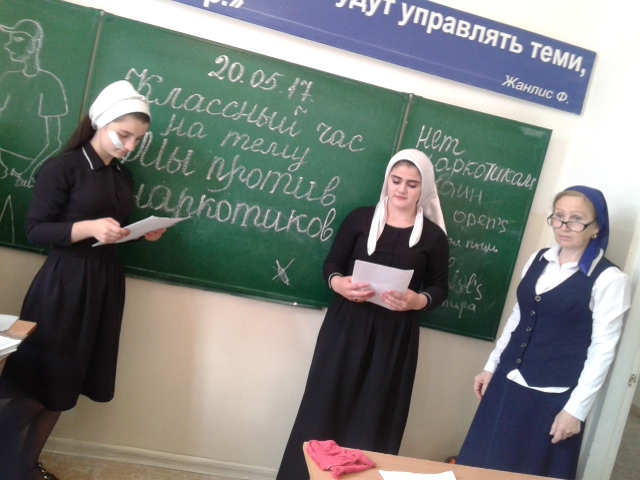 удут управлять теми,
р.»
Жанлис Ф.
20.05.17.
Классный час
на тему
Мы против
наркотиков
нет
наркотикам